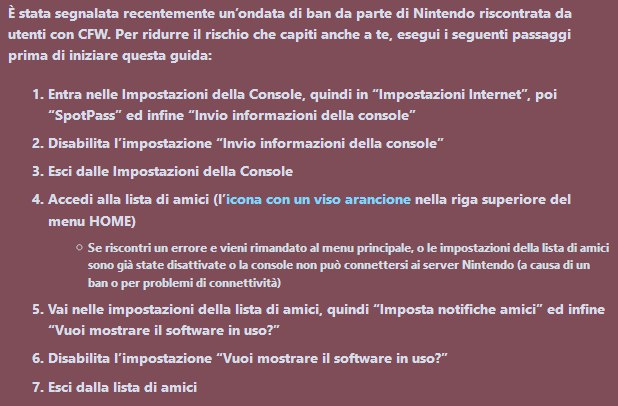 È stata segnalata recentemente un'ondata di ban da parte di Nintendo riscontrata da
utenti con CFW. Per ridurre il rischio che capiti anche a te, esegui i seguenti passaggi
prima di iniziare questa guida:
1. Entra nelle Impostazioni della Console, quindi in “Impostazioni Internet”, poi
“SpotPass” ed infine “Invio informazioni della console”
2. Disabilita l'impostazione “Invio informazioni della console”
3. Esci dalle Impostazioni della Console
4. Accedi alla lista di amici (l'icona con un viso arancione nella riga superiore del
menu HOME)
○ Se riscontri un errore e vieni rimandato al menu principale, o le impostazioni della lista di amici
sono già state disattivate o la console non può connettersi ai server Nintendo (a causa di un
ban o per problemi di connettività)
5. Vai nelle impostazioni della lista di amici, quindi “Imposta notifiche amici” ed infine
“Vuoi mostrare il software in uso?”
6. Disabilita l'impostazione “Vuoi mostrare il software in uso?”
7. Esci dalla lista di amici